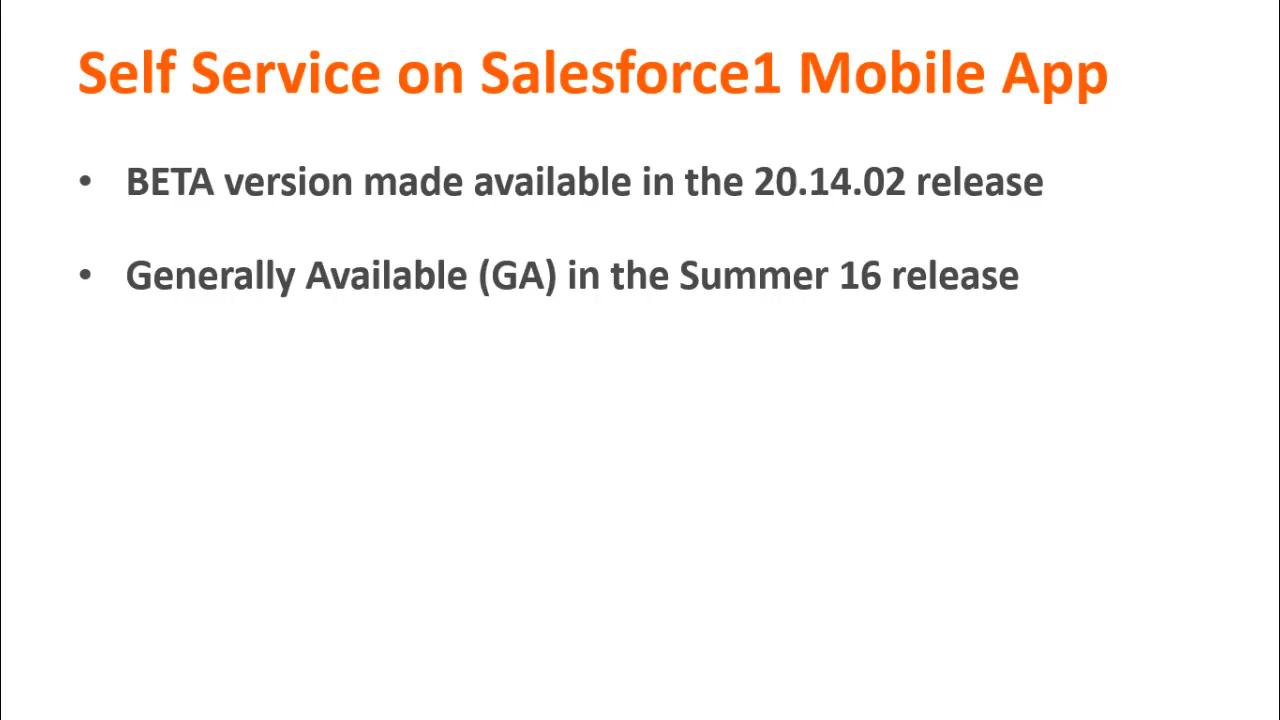 Self Service on Salesforce1 Mobile App
• BETA version made available in the 20.14.02 release
• Generally Available (GA) in the Summer 16 release